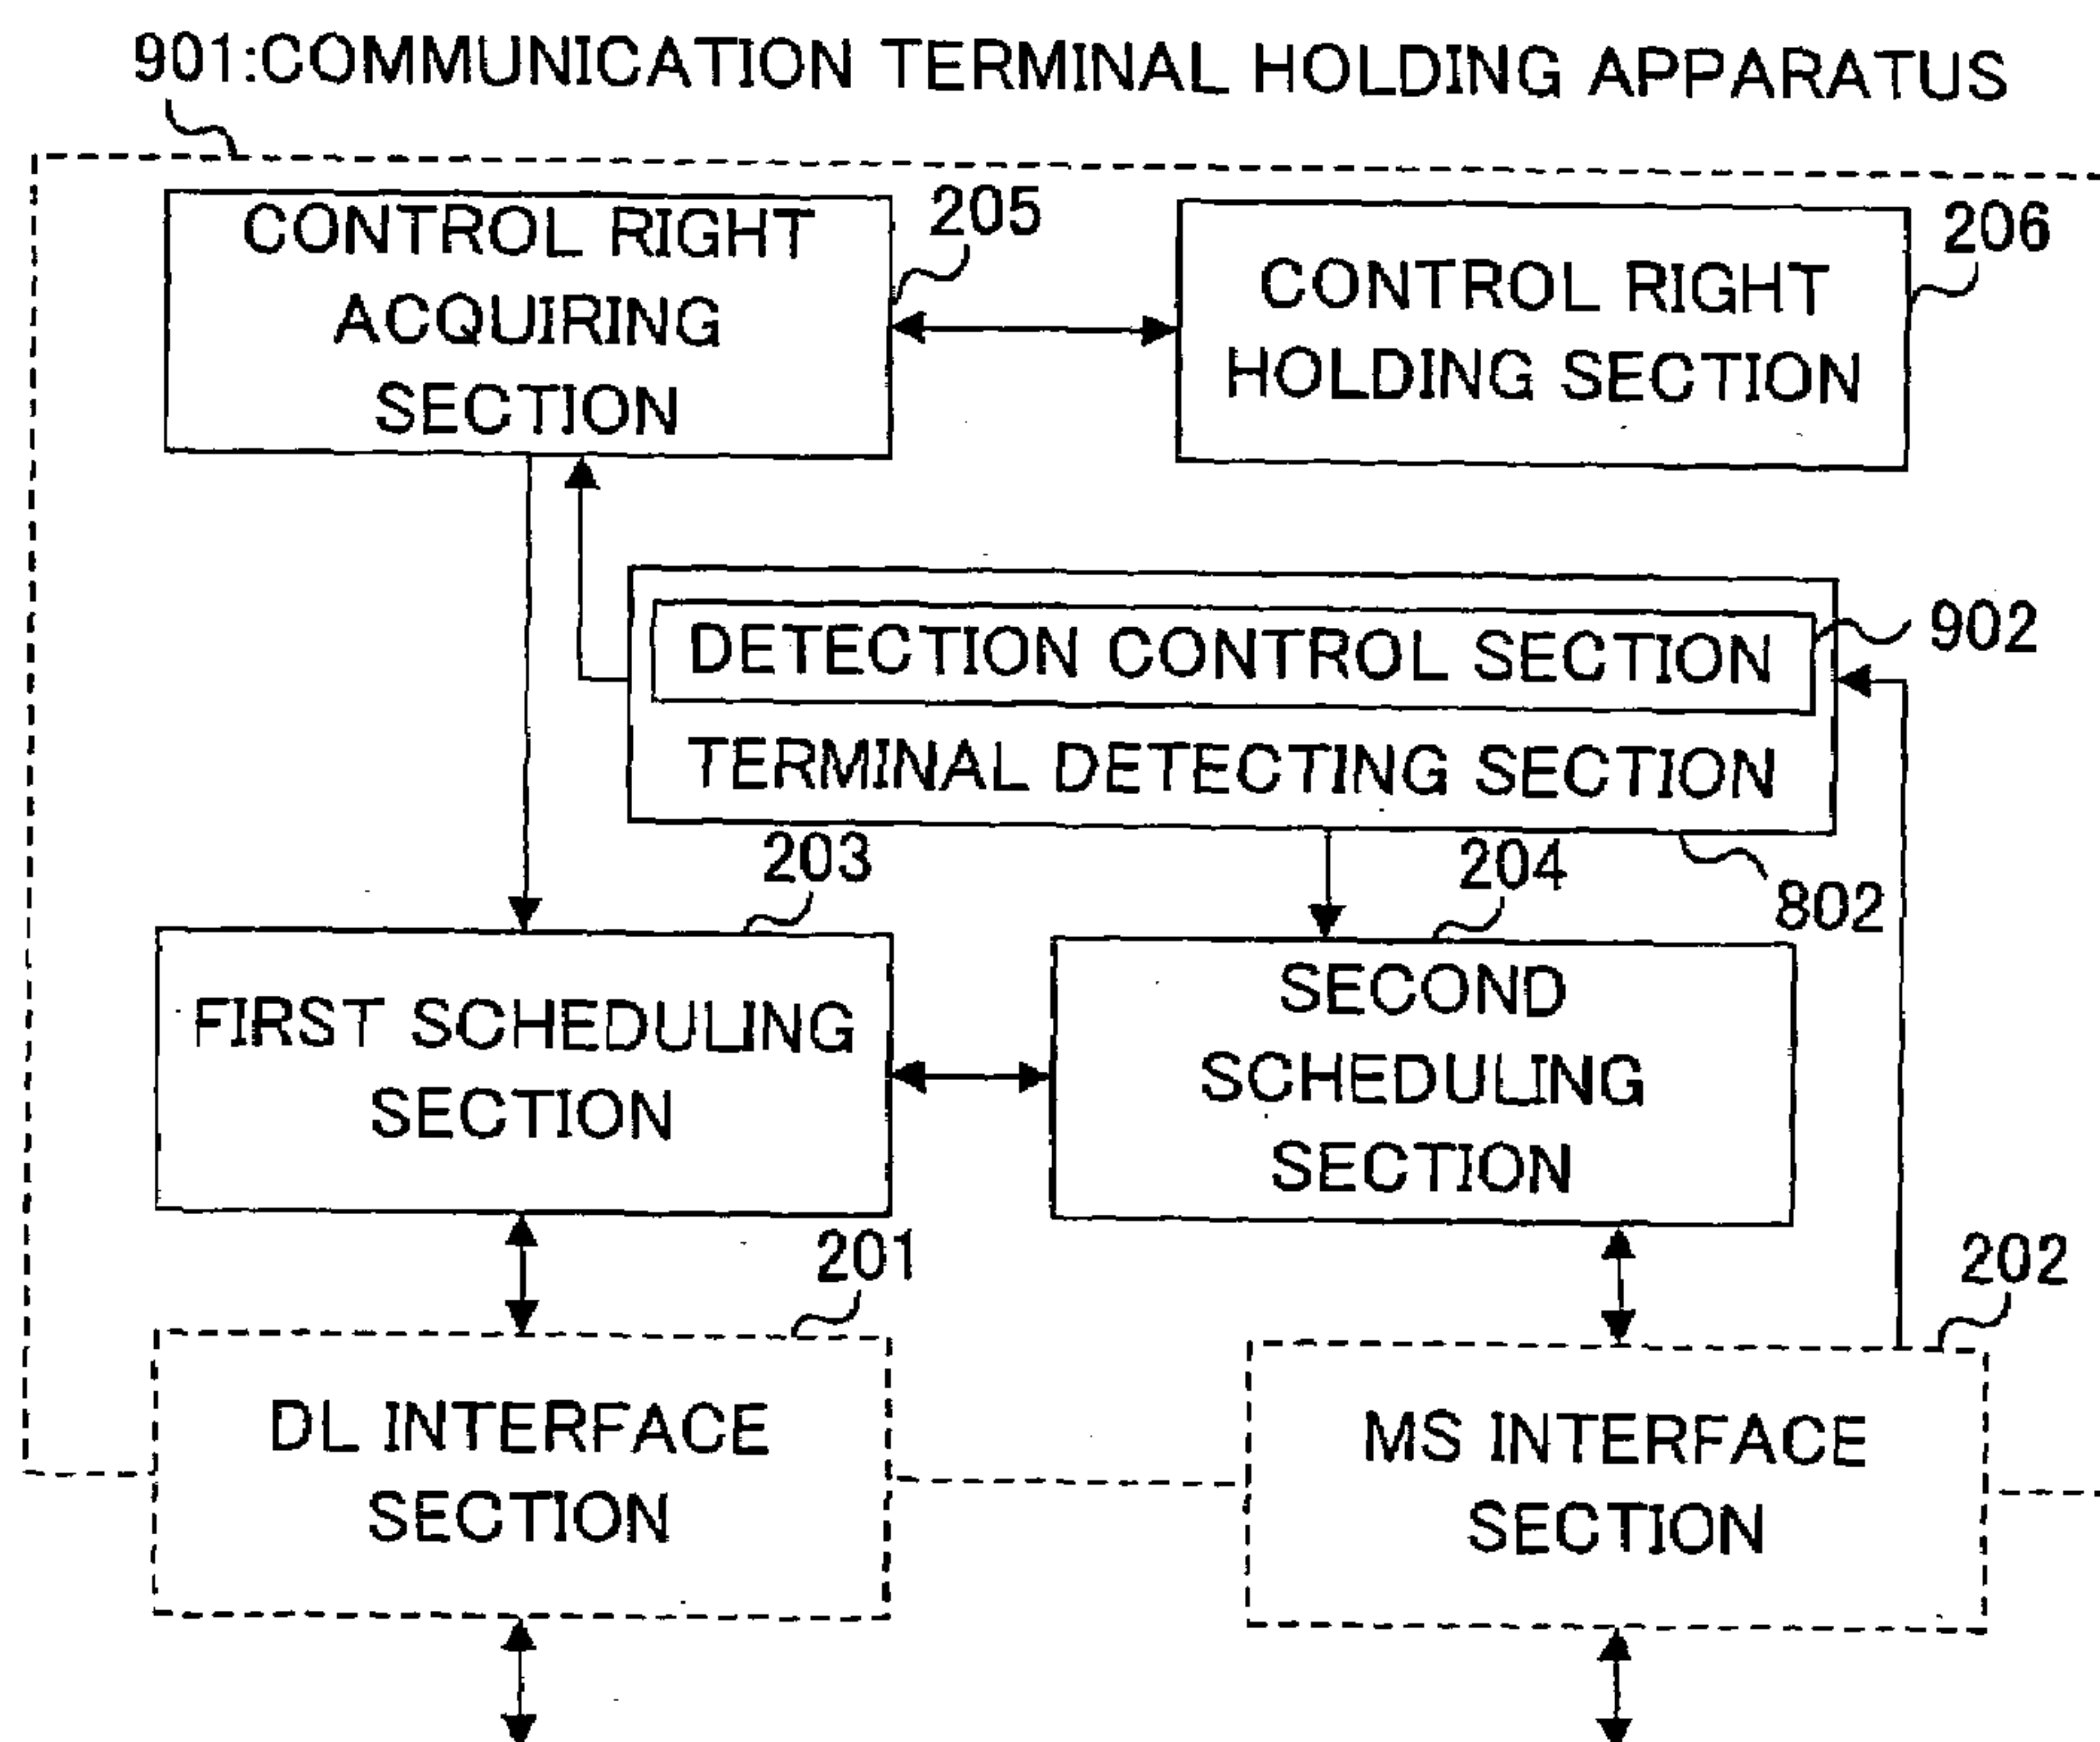 901:COMMUNICATION TERMINAL HOLDING APPARATUS
CONTROL RIGHT
ACQUIRING
SECTION
205
CONTROL RIGHT
HOLDING SECTION
206
DETECTION CONTROL SECTION
902
TERMINAL DETECTING SECTION
802
203
FIRST SCHEDULING
SECTION
204
SECOND
SCHEDULING
SECTION
201
DL INTERFACE
SECTION
202
MS INTERFACE
SECTION